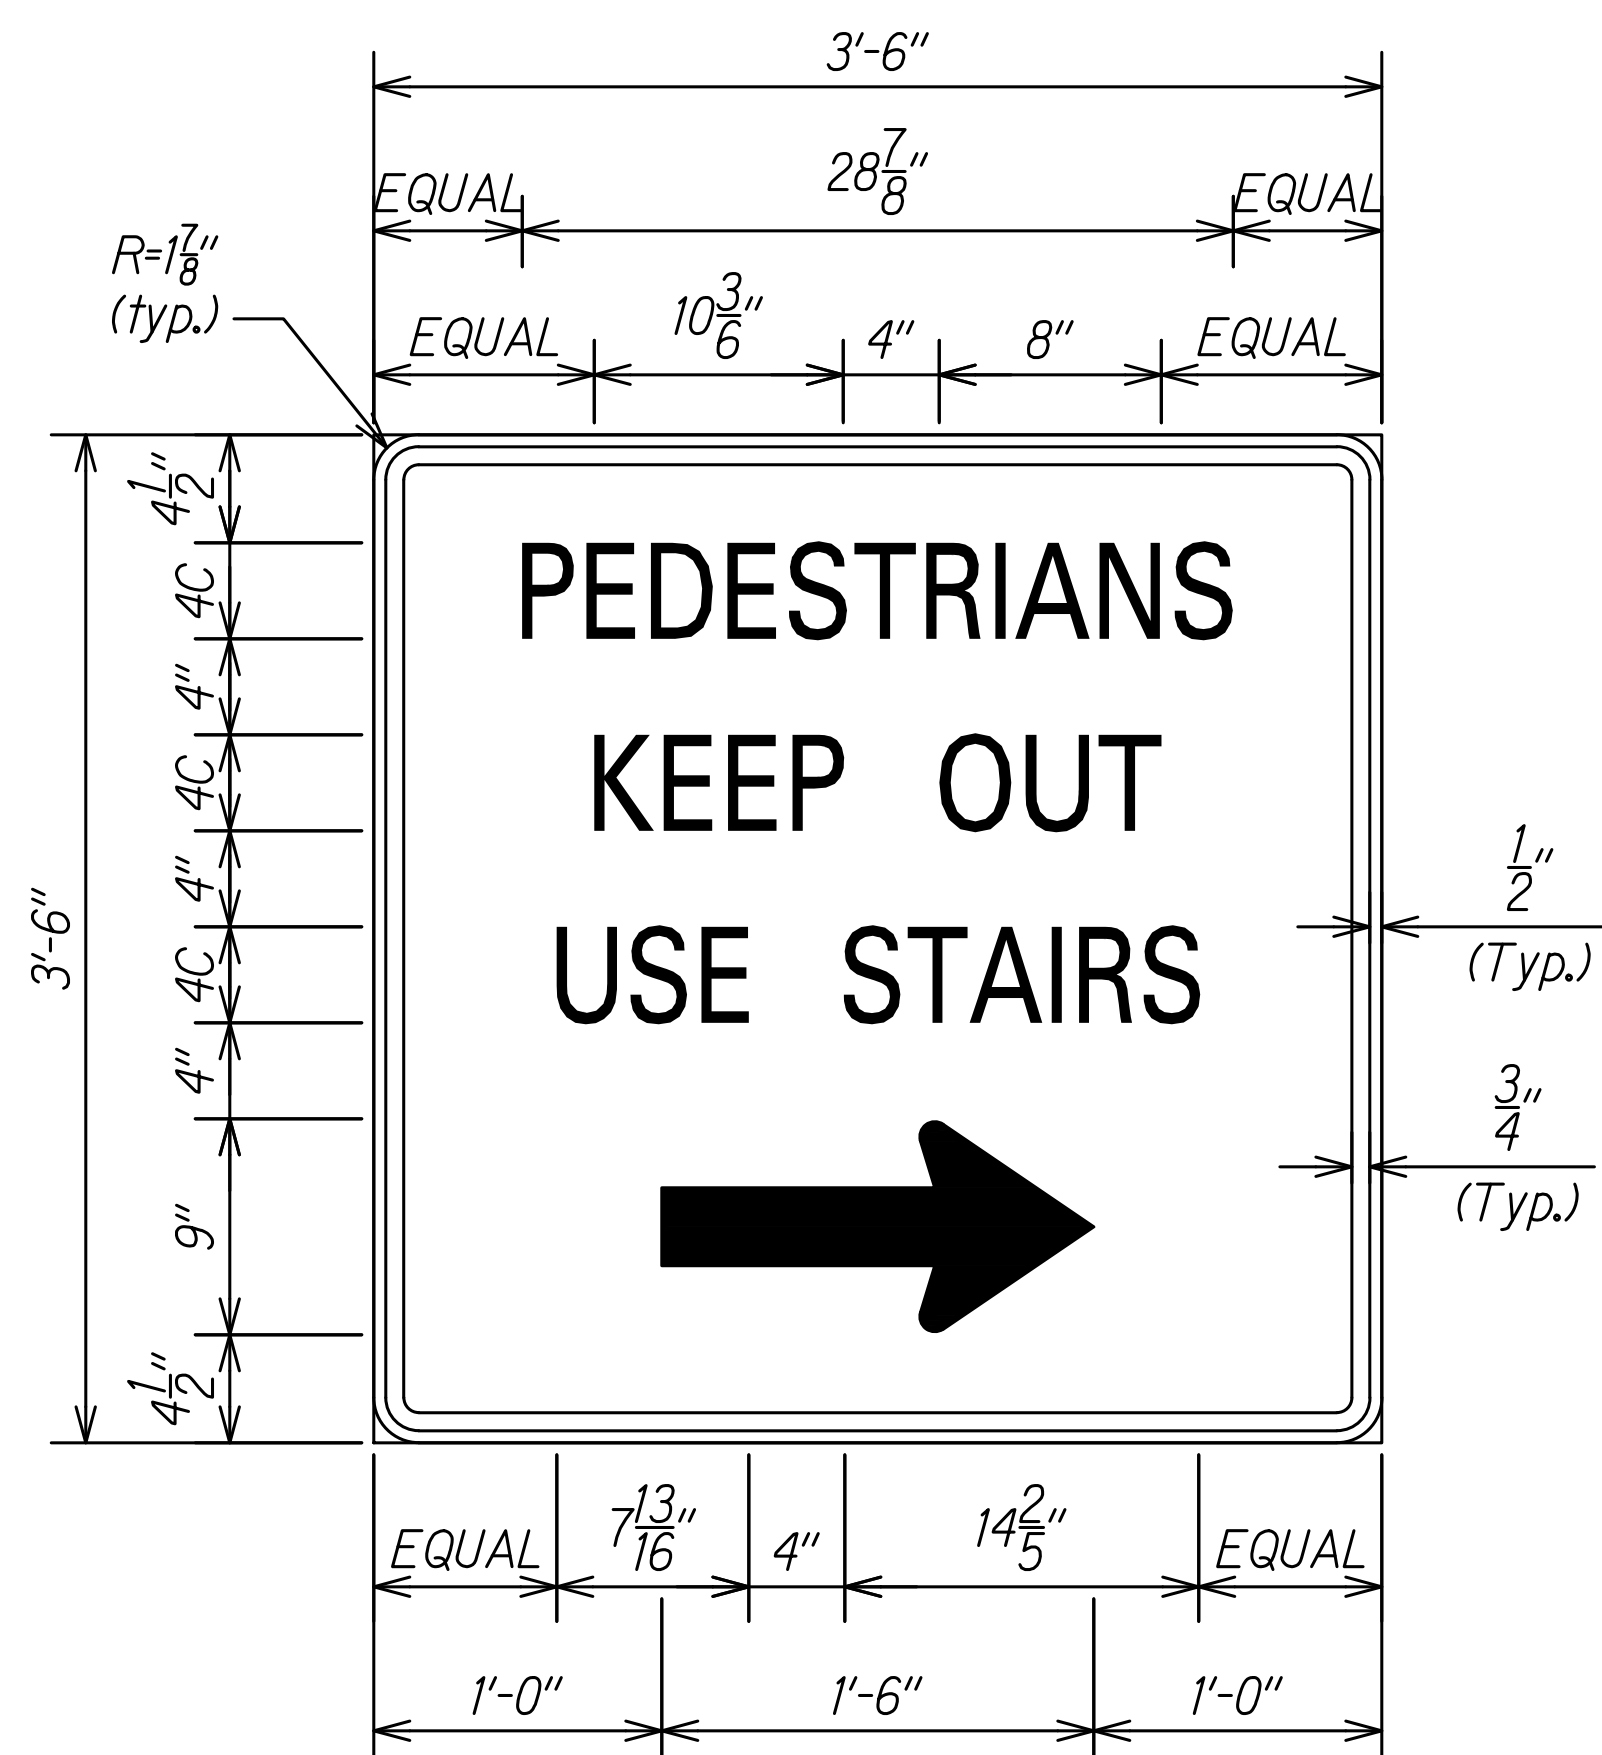 3'-6"
EQUAL 28 7/8" EQUAL
R=1 7/8"
(typ.)
EQUAL 10 3/6" 4" 8" EQUAL
4 1/2"
4C
4"
4C
4"
4C
4"
9"
4 1/2"
3'-6"
PEDESTRIANS
KEEP OUT
USE STAIRS
1/2"
(Typ.)
3/4"
(Typ.)
EQUAL 7 13/16" 4" 14 2/5" EQUAL
1'-0" 1'-6" 1'-0"